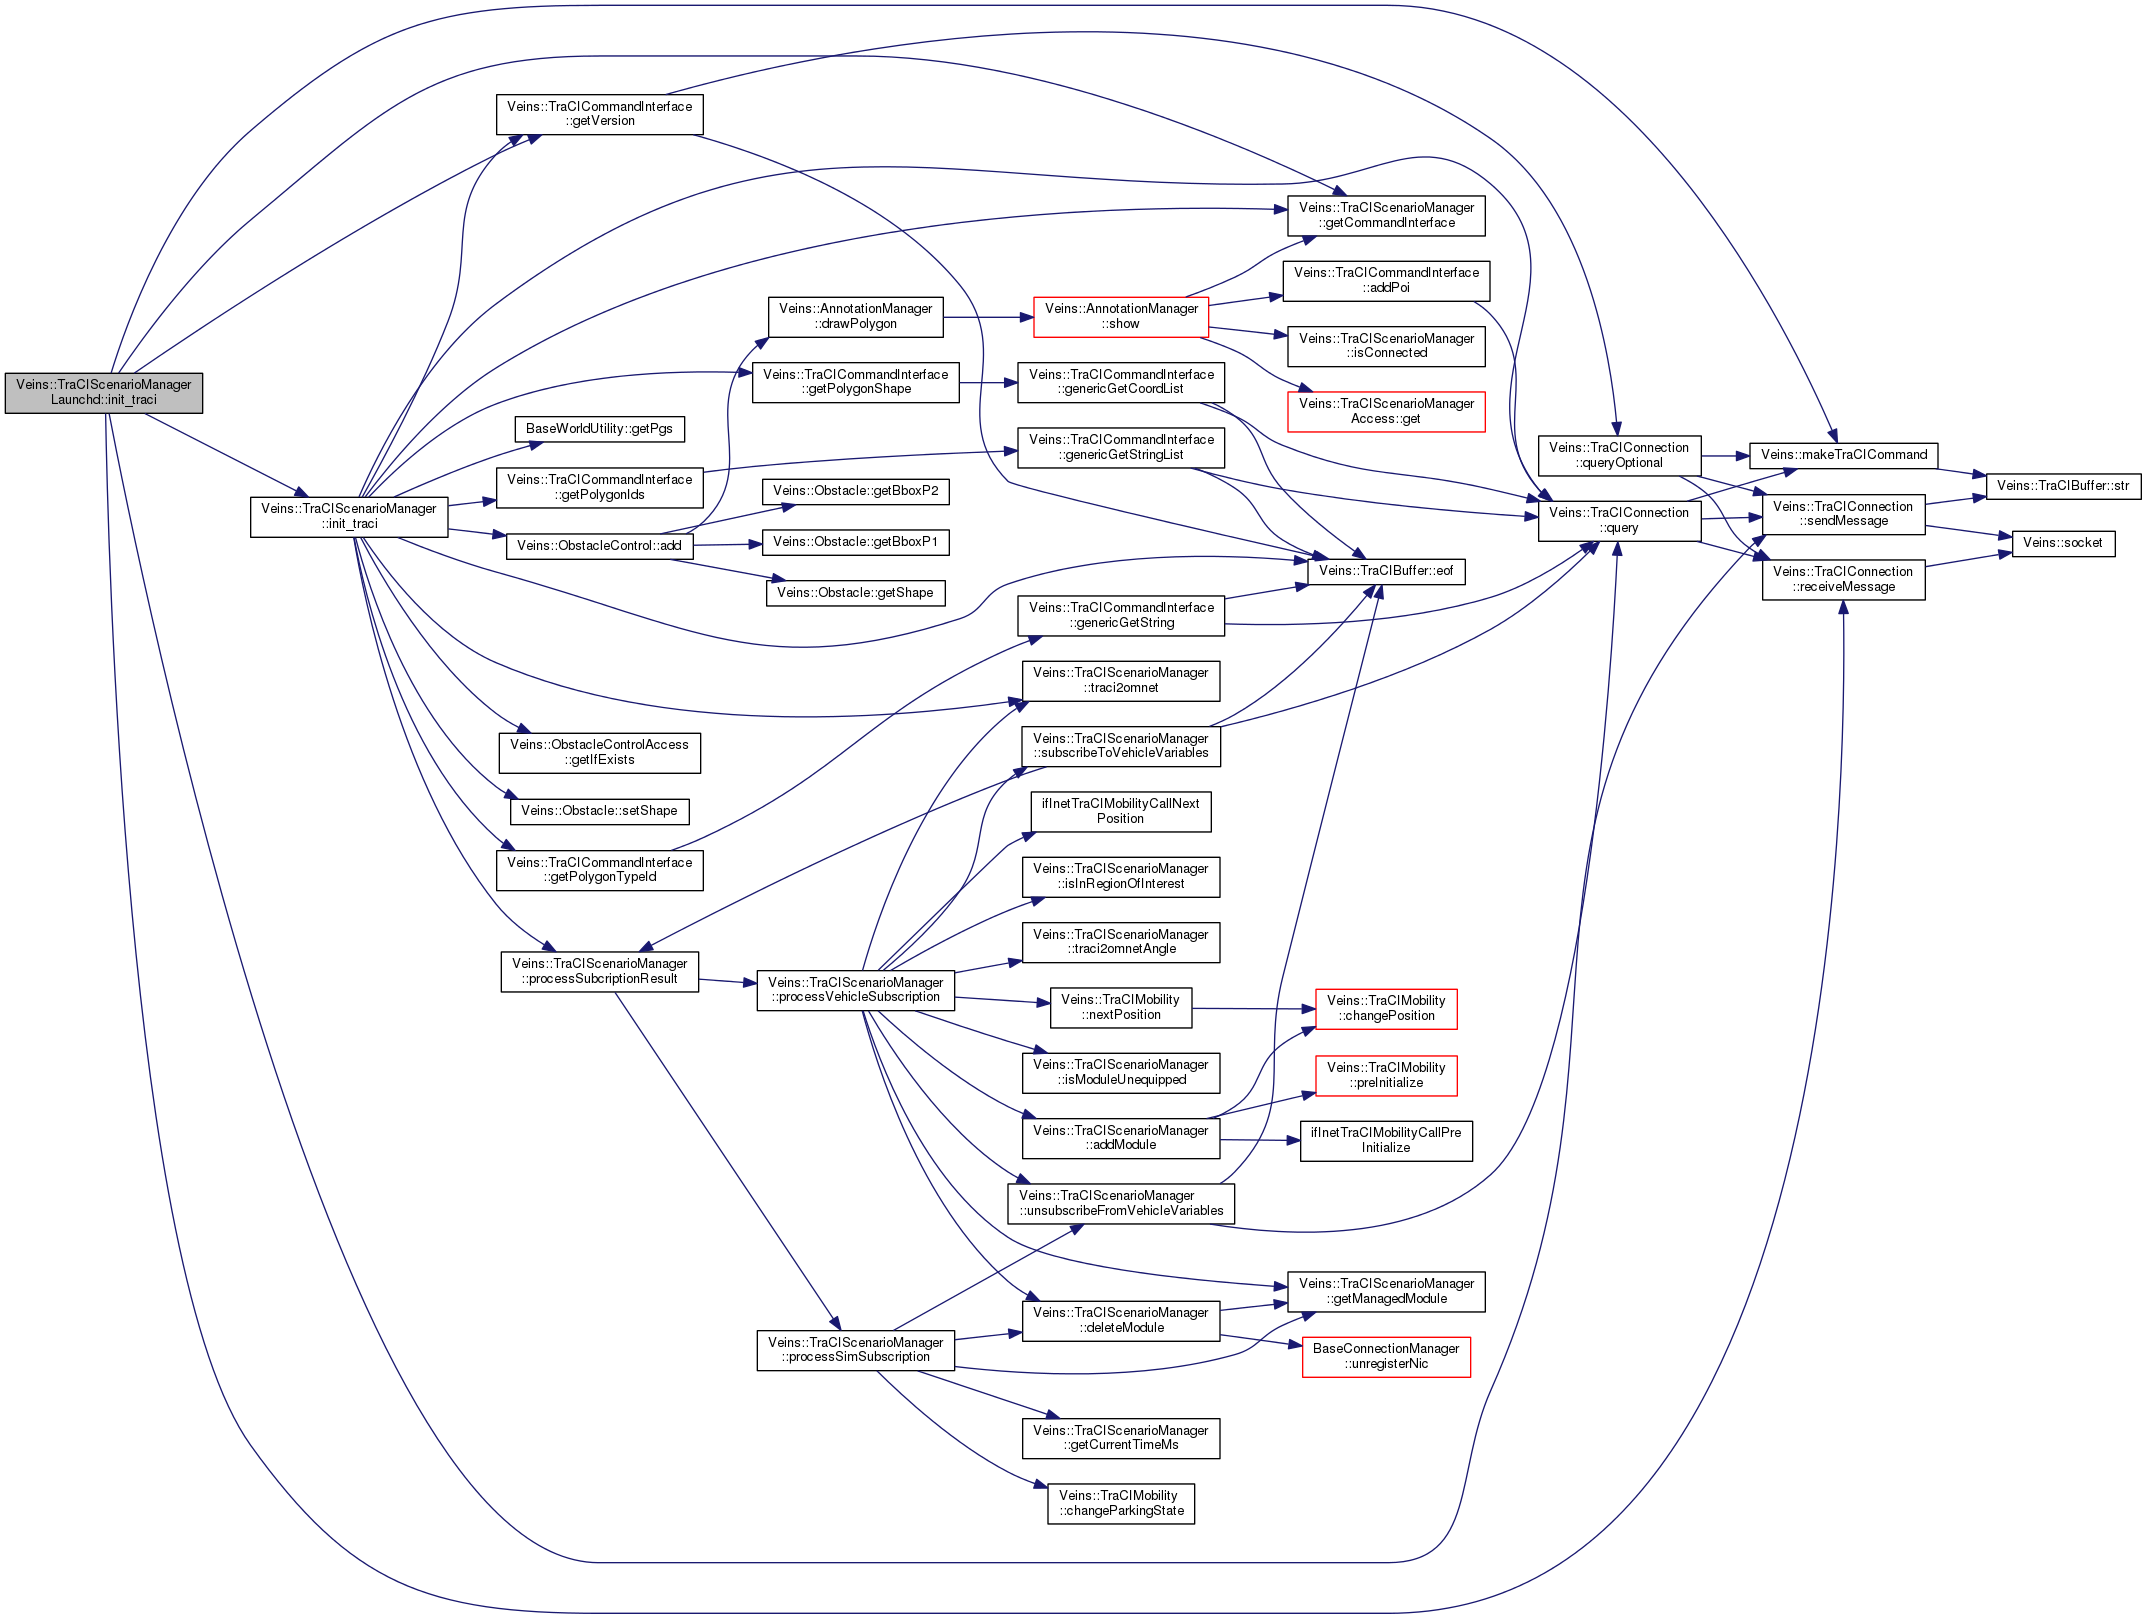 Veins::TraCIScenarioManager
Launchd::init_traci
Veins::TraCIScenarioManager
::init_traci
Veins::TraCICommandInterface
::getVersion
BaseWorldUtility::getPgs
Veins::TraCICommandInterface
::getPolygonIds
Veins::ObstacleControl::add
Veins::ObstacleControlAccess
::getIfExists
Veins::Obstacle::setShape
Veins::TraCICommandInterface
::getPolygonTypeId
Veins::TraCIScenarioManager
::processSubcriptionResult
Veins::AnnotationManager
::drawPolygon
Veins::TraCICommandInterface
::getPolygonShape
Veins::Obstacle::getBboxP2
Veins::Obstacle::getBboxP1
Veins::Obstacle::getShape
Veins::TraCIScenarioManager
::processVehicleSubscription
Veins::TraCIScenarioManager
::processSimSubscription
Veins::AnnotationManager
::show
Veins::TraCICommandInterface
::genericGetCoordList
Veins::TraCICommandInterface
::genericGetStringList
Veins::TraCICommandInterface
::genericGetString
Veins::TraCIScenarioManager
::traci2omnet
Veins::TraCIScenarioManager
::subscribeToVehicleVariables
ifInetTraCIMobilityCallNext
Position
Veins::TraCIScenarioManager
::isInRegionOfInterest
Veins::TraCIScenarioManager
::traci2omnetAngle
Veins::TraCIMobility
::nextPosition
Veins::TraCIScenarioManager
::isModuleUnequipped
Veins::TraCIScenarioManager
::addModule
Veins::TraCIScenarioManager
::unsubscribeFromVehicleVariables
Veins::TraCIScenarioManager
::deleteModule
Veins::TraCIScenarioManager
::getCurrentTimeMs
Veins::TraCIMobility
::changeParkingState
Veins::TraCIScenarioManager
::getCommandInterface
Veins::TraCICommandInterface
::addPoi
Veins::TraCIScenarioManager
::isConnected
Veins::TraCIScenarioManager
Access::get
Veins::TraCIBuffer::eof
Veins::TraCIMobility
::changePosition
Veins::TraCIMobility
::preInitialize
ifInetTraCIMobilityCallPre
Initialize
Veins::TraCIScenarioManager
::getManagedModule
BaseConnectionManager
::unregisterNic
Veins::TraCIConnection
::queryOptional
Veins::TraCIConnection
::query
Veins::makeTraCICommand
Veins::TraCIConnection
::sendMessage
Veins::TraCIConnection
::receiveMessage
Veins::TraCIBuffer::str
Veins::socket